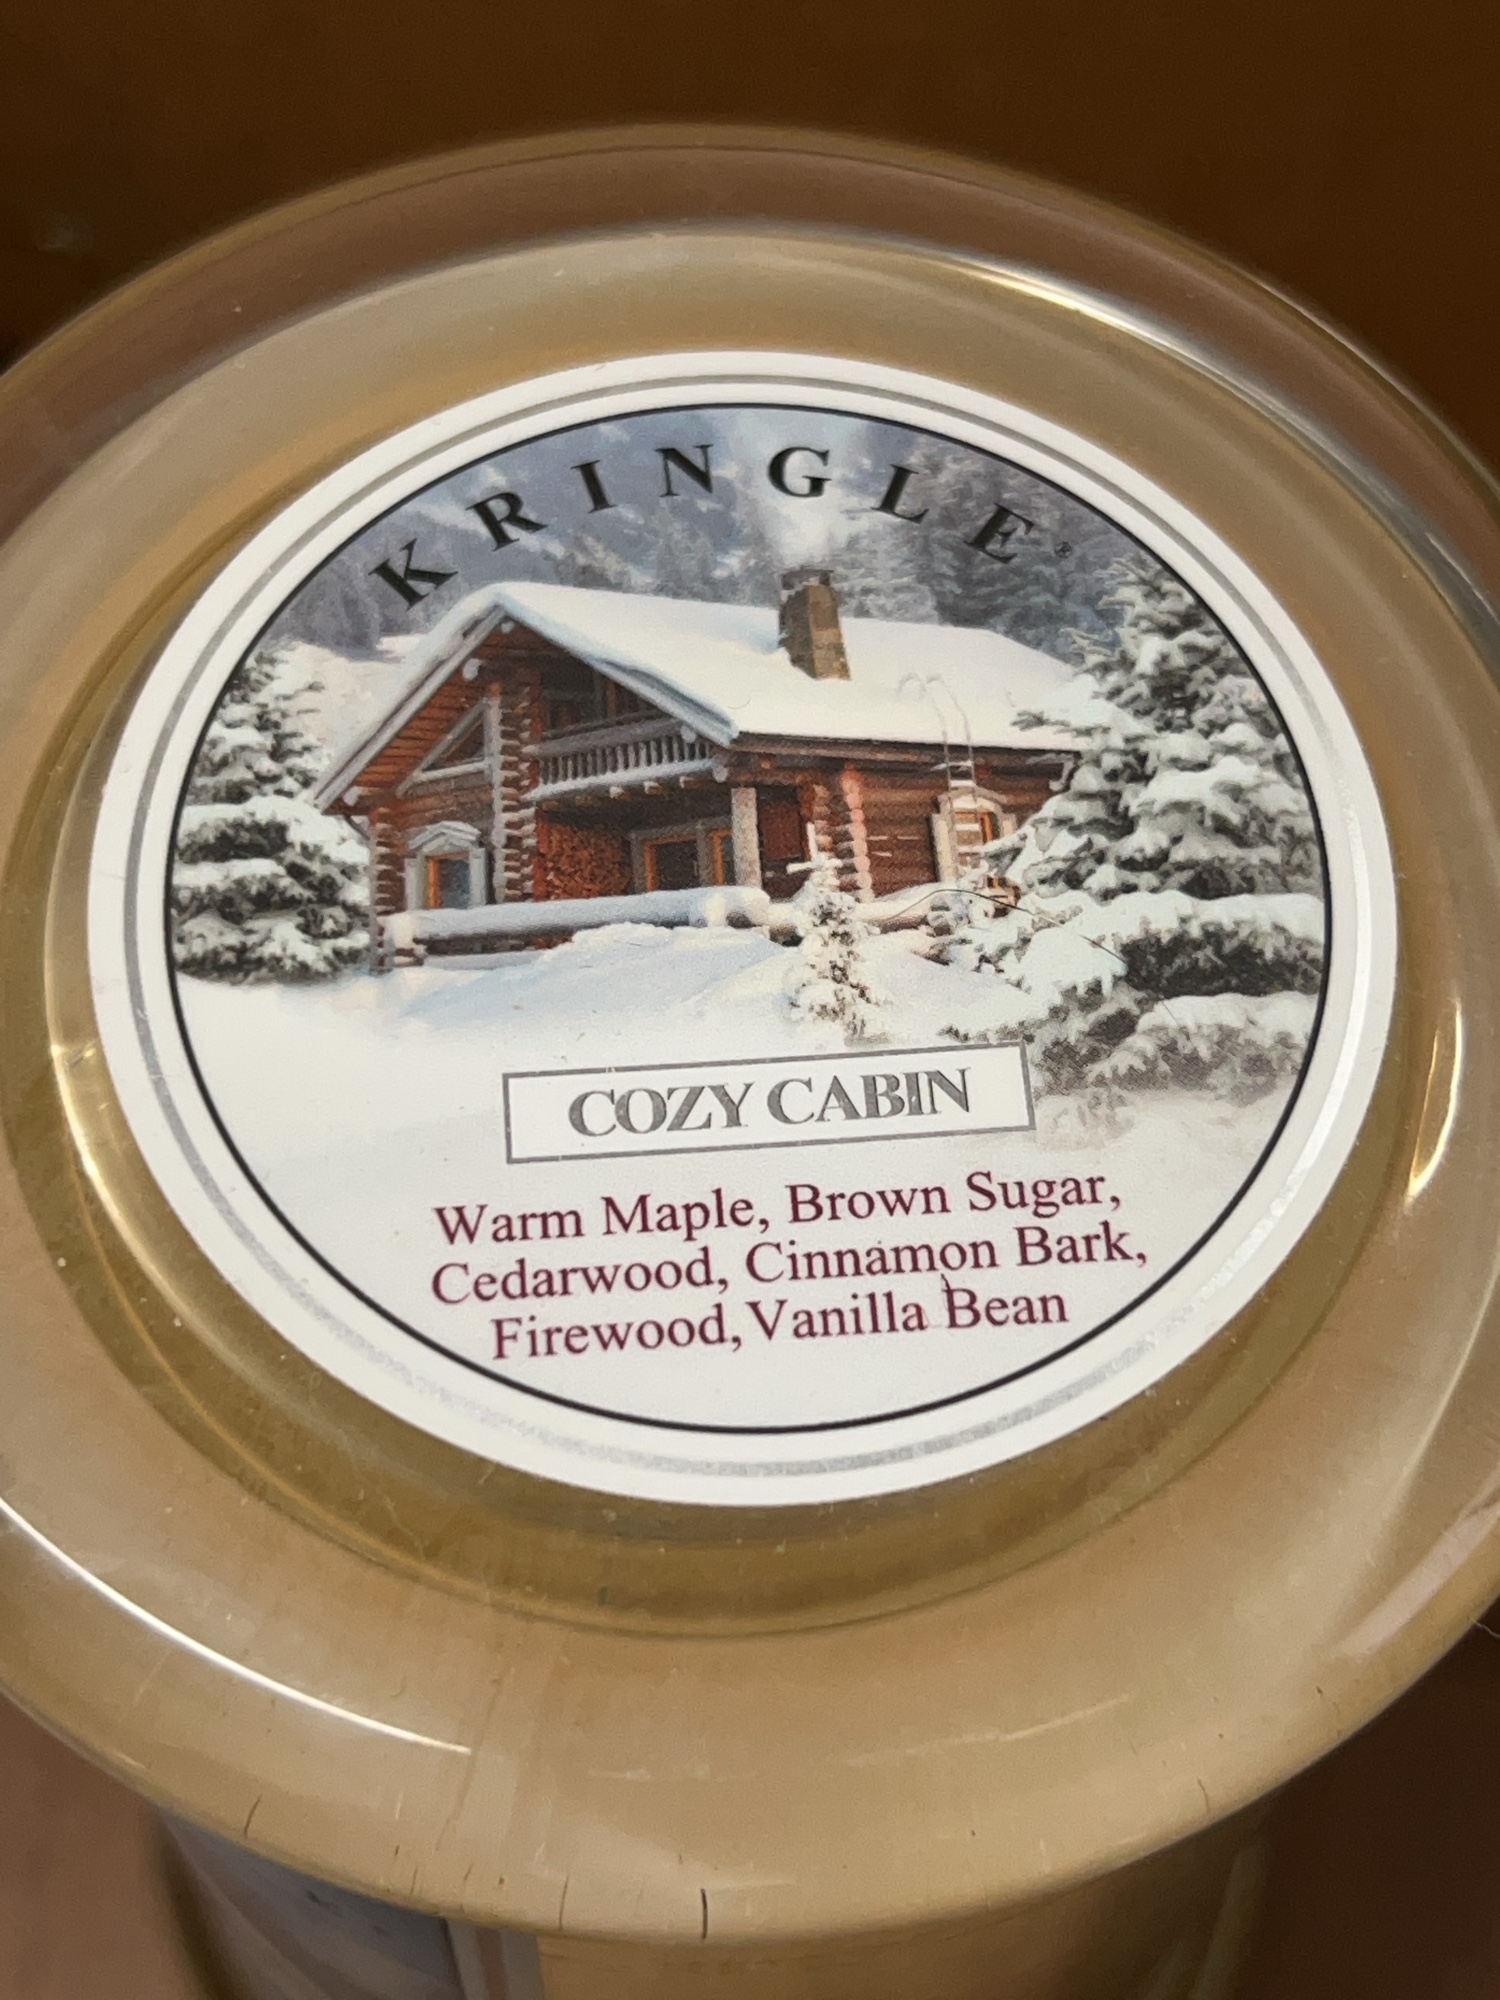 KRINGLE®
COZY CABIN
Warm Maple, Brown Sugar,
Cedarwood, Cinnamon Bark,
Firewood, Vanilla Bean